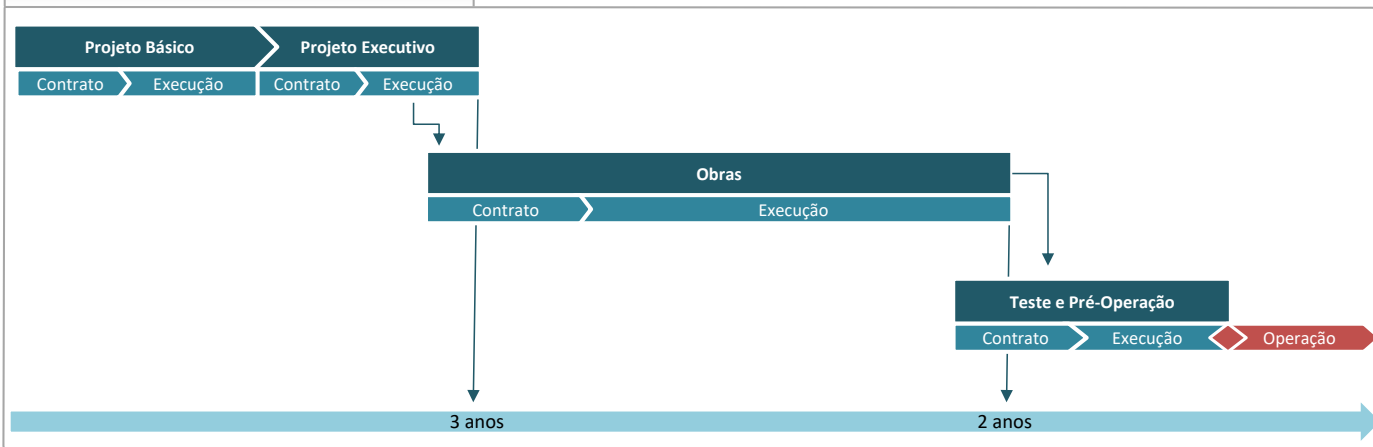 Projeto Básico
Projeto Executivo
Contrato
Execução
Contrato
Execução
Obras
Contrato
Execução
Teste e Pré-Operação
Contrato
Execução
Operação
3 anos
2 anos